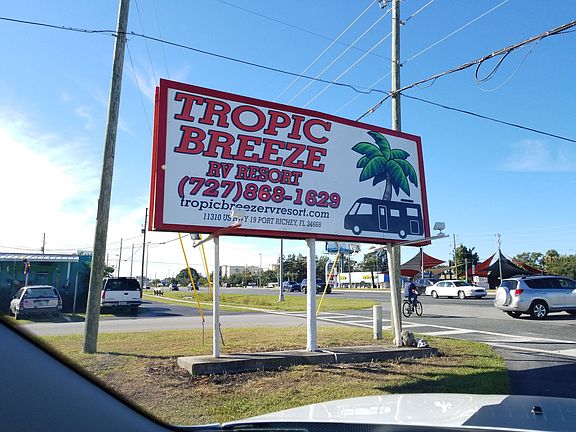 TROPIC
BREEZE
RV RESORT
(727)868-1629
tropicbreezervresort.com
11310 US HWY 19 PORT RICHEY, FL 34668